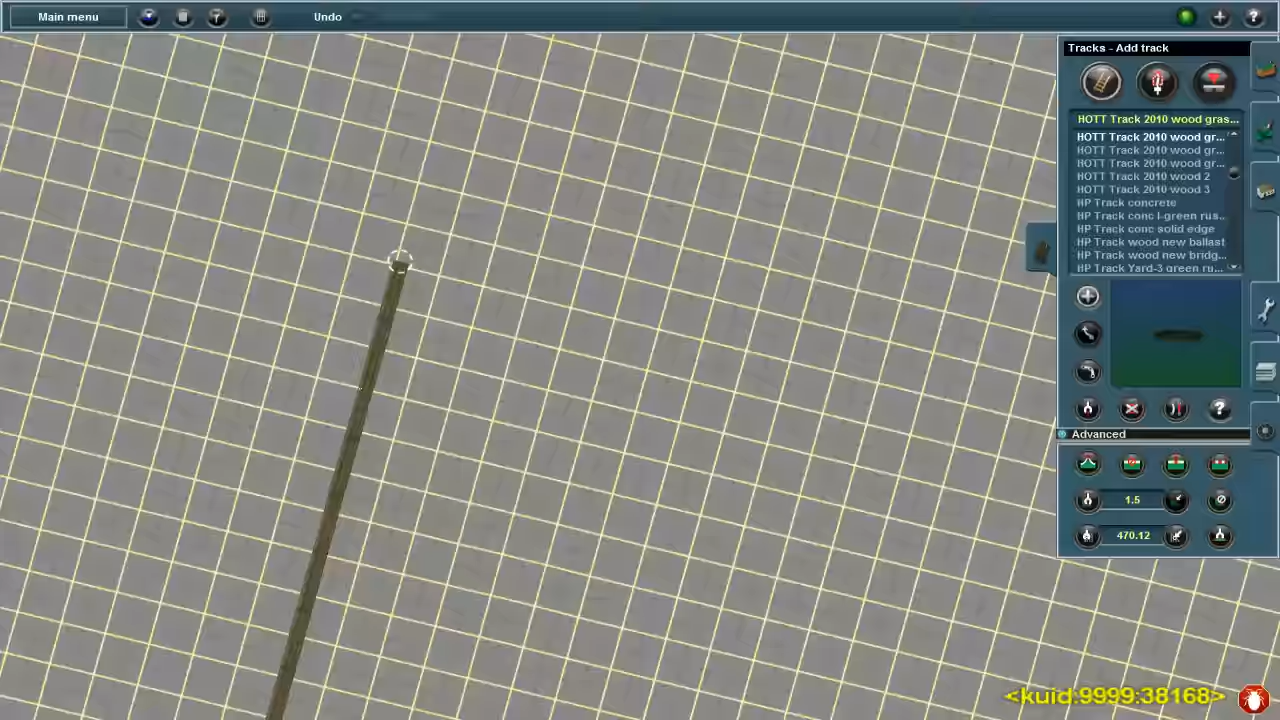 Main menu
Undo
Tracks - Add track
HOTT Track 2010 wood gras...
HOTT Track 2010 wood gr...
HOTT Track 2010 wood gr...
HOTT Track 2010 wood gr...
HOTT Track 2010 wood 2
HOTT Track 2010 wood 3
HP Track concrete
HP Track conc l-green rus...
HP Track conc solid edge
HP Track wood new ballast
HP Track wood new bridg...
HP Track Yard-3 green ru...
Advanced
1.5
470.12
<kuid:9999:38168>